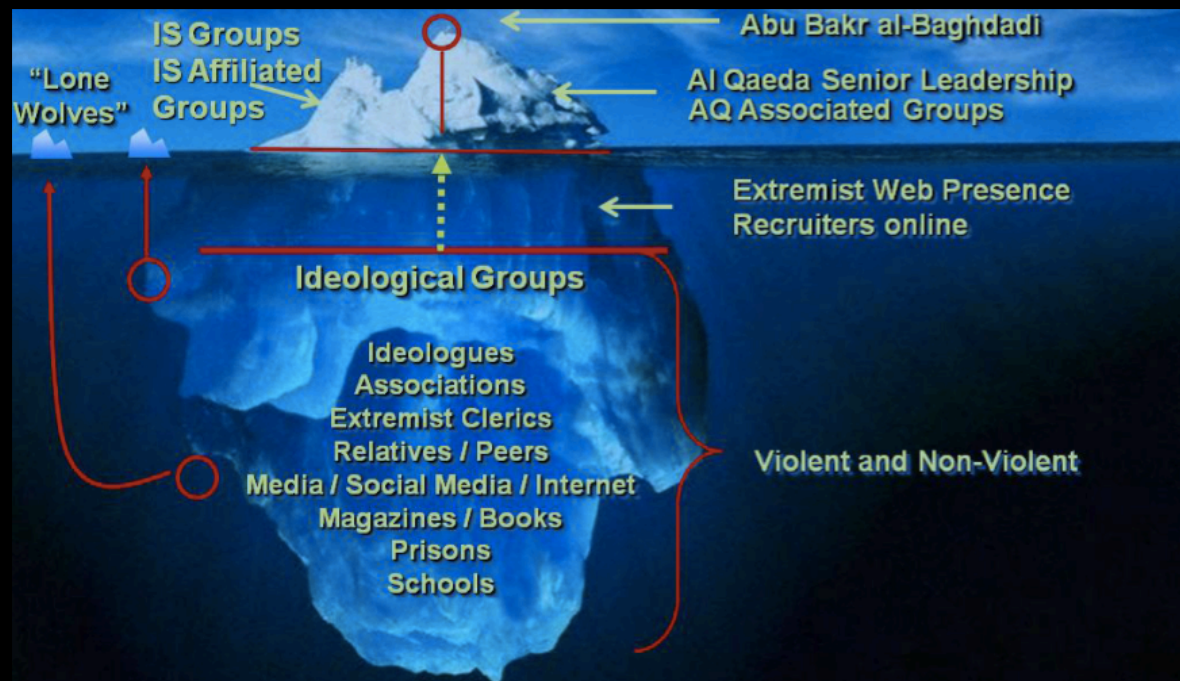 Abu Bakr al-Baghdadi
IS Groups
IS Affiliated
Groups
“Lone
Wolves”
Al Qaeda Senior Leadership
AQ Associated Groups
Extremist Web Presence
Recruiters online
Ideological Groups
Ideologues
Associations
Extremist Clerics
Relatives / Peers
Media / Social Media / Internet
Magazines / Books
Prisons
Schools
Violent and Non-Violent